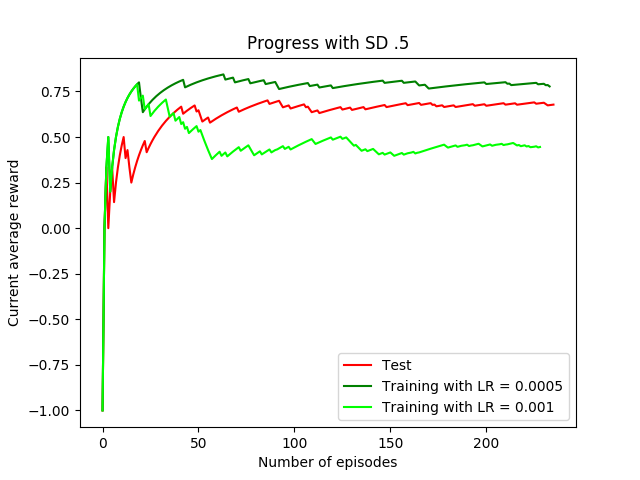 Progress with SD .5
Current average reward
0.75
0.50
0.25
0.00
−0.25
−0.50
−0.75
−1.00
Test
Training with LR = 0.0005
Training with LR = 0.001
0 50 100 150 200
Number of episodes